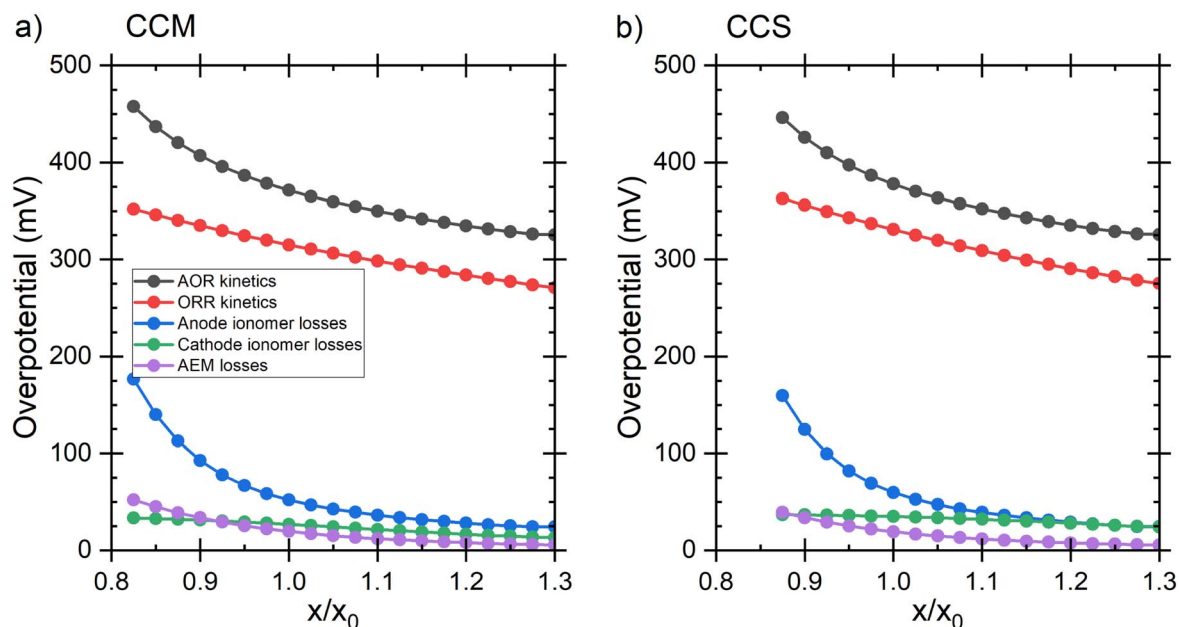 a) CCM
500
400
300
200
100
0
Overpotential (mV)
AOR kinetics
ORR kinetics
Anode ionomer losses
Cathode ionomer losses
AEM losses
0.8 0.9 1.0 1.1 1.2 1.3
x/x₀
b) CCS
500
400
300
200
100
0
Overpotential (mV)
0.8 0.9 1.0 1.1 1.2 1.3
x/x₀